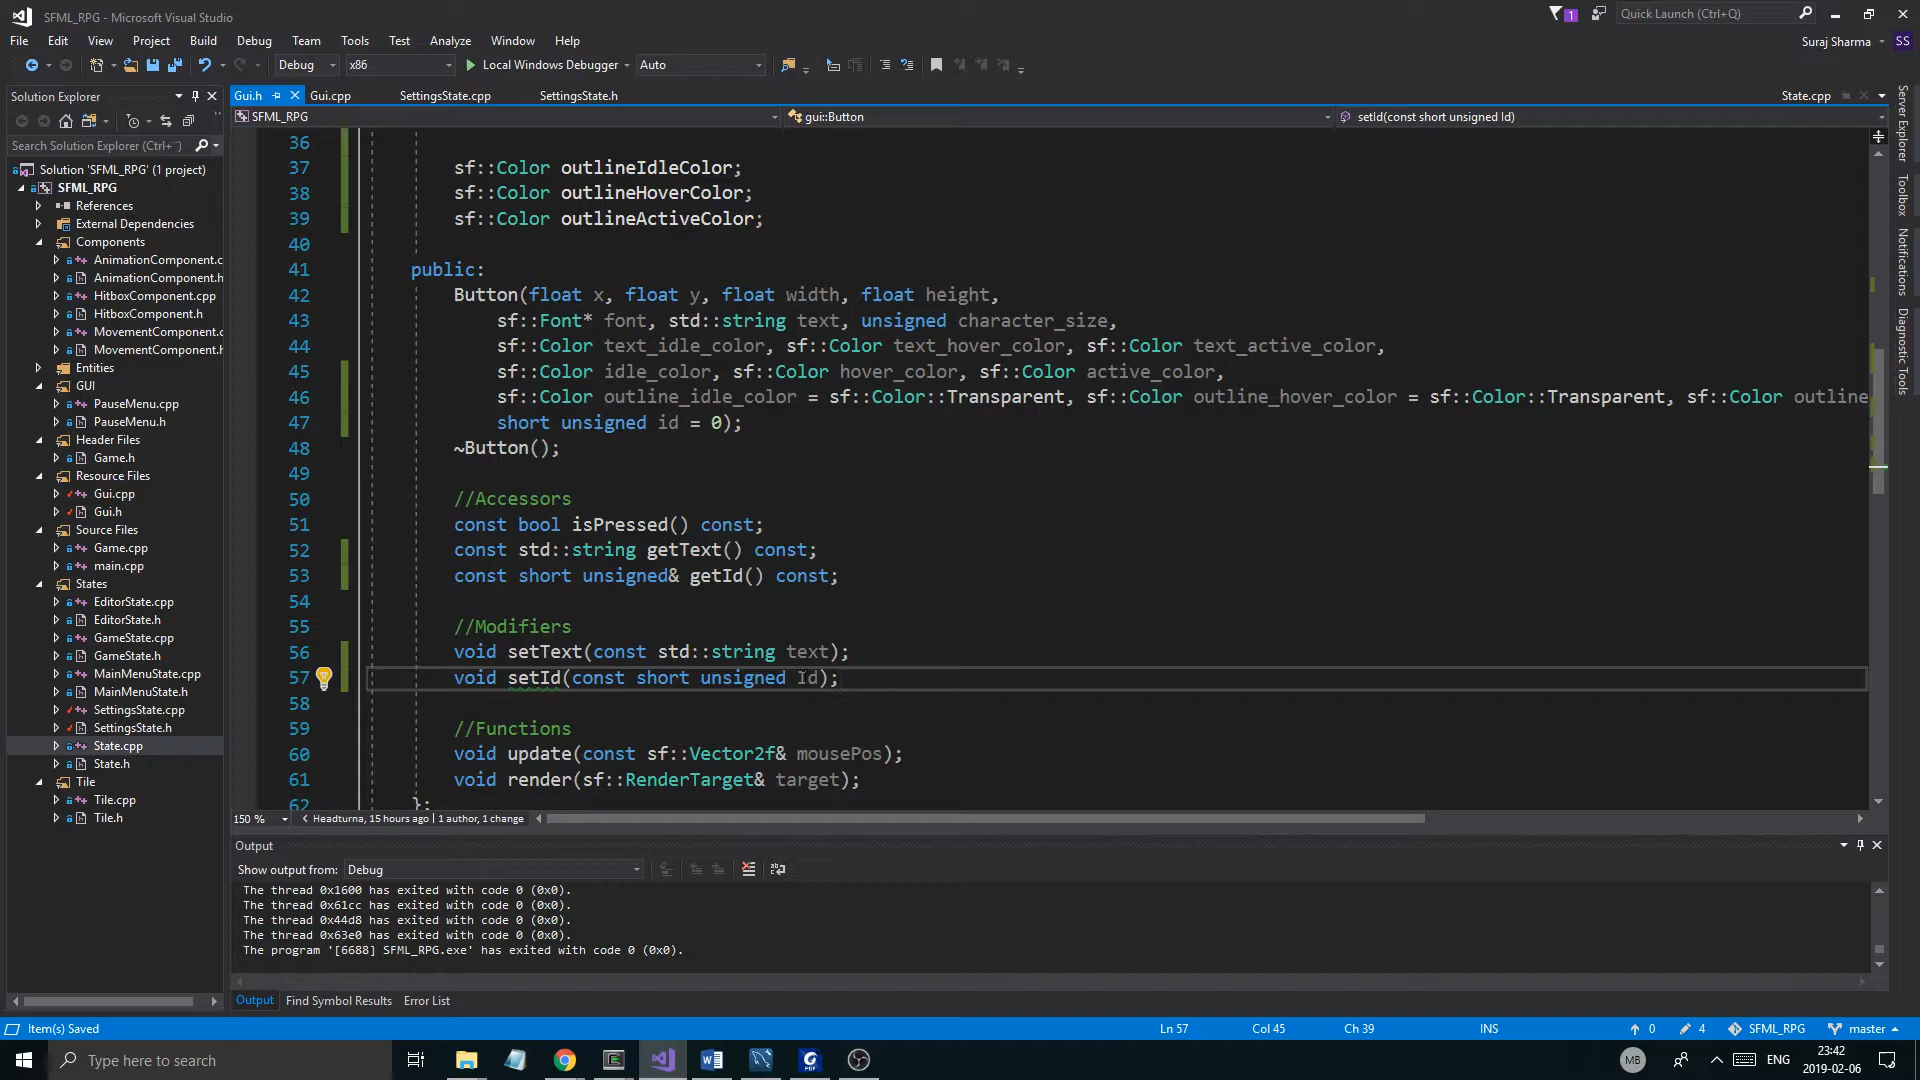 SFML_RPG - Microsoft Visual Studio
1
Quick Launch (Ctrl+Q)
File Edit View Project Build Debug Team Tools Test Analyze Window Help
Suraj Sharma SS
Debug x86 Local Windows Debugger Auto
Solution Explorer
Gui.h Gui.cpp SettingsState.cpp SettingsState.h State.cpp
SFML_RPG gui::Button setId(const short unsigned Id)
Search Solution Explorer (Ctrl+¨)
Solution 'SFML_RPG' (1 project)
SFML_RPG
References
External Dependencies
Components
AnimationComponent.c
AnimationComponent.h
HitboxComponent.cpp
HitboxComponent.h
MovementComponent.c
MovementComponent.h
Entities
GUI
PauseMenu.cpp
PauseMenu.h
Header Files
Game.h
Resource Files
Gui.cpp
Gui.h
Source Files
Game.cpp
main.cpp
States
EditorState.cpp
EditorState.h
GameState.cpp
GameState.h
MainMenuState.cpp
MainMenuState.h
SettingsState.cpp
SettingsState.h
State.cpp
State.h
Tile
Tile.cpp
Tile.h
36
37 sf::Color outlineIdleColor;
38 sf::Color outlineHoverColor;
39 sf::Color outlineActiveColor;
40
41 public:
42 Button(float x, float y, float width, float height,
43 sf::Font* font, std::string text, unsigned character_size,
44 sf::Color text_idle_color, sf::Color text_hover_color, sf::Color text_active_color,
45 sf::Color idle_color, sf::Color hover_color, sf::Color active_color,
46 sf::Color outline_idle_color = sf::Color::Transparent, sf::Color outline_hover_color = sf::Color::Transparent, sf::Color outline
47 short unsigned id = 0);
48 ~Button();
49
50 //Accessors
51 const bool isPressed() const;
52 const std::string getText() const;
53 const short unsigned& getId() const;
54
55 //Modifiers
56 void setText(const std::string text);
57 void setId(const short unsigned id);
58
59 //Functions
60 void update(const sf::Vector2f& mousePos);
61 void render(sf::RenderTarget& target);
62 };
Server Explorer
Toolbox
Notifications
Diagnostic Tools
150 % Headturna, 15 hours ago | 1 author, 1 change
Output
Show output from: Debug
The thread 0x1600 has exited with code 0 (0x0).
The thread 0x61cc has exited with code 0 (0x0).
The thread 0x44d8 has exited with code 0 (0x0).
The thread 0x63e0 has exited with code 0 (0x0).
The program '[6688] SFML_RPG.exe' has exited with code 0 (0x0).
Output Find Symbol Results Error List
Item(s) Saved Ln 57 Col 45 Ch 39 INS 0 4 SFML_RPG master
Type here to search
MB ENG 23:42
2019-02-06